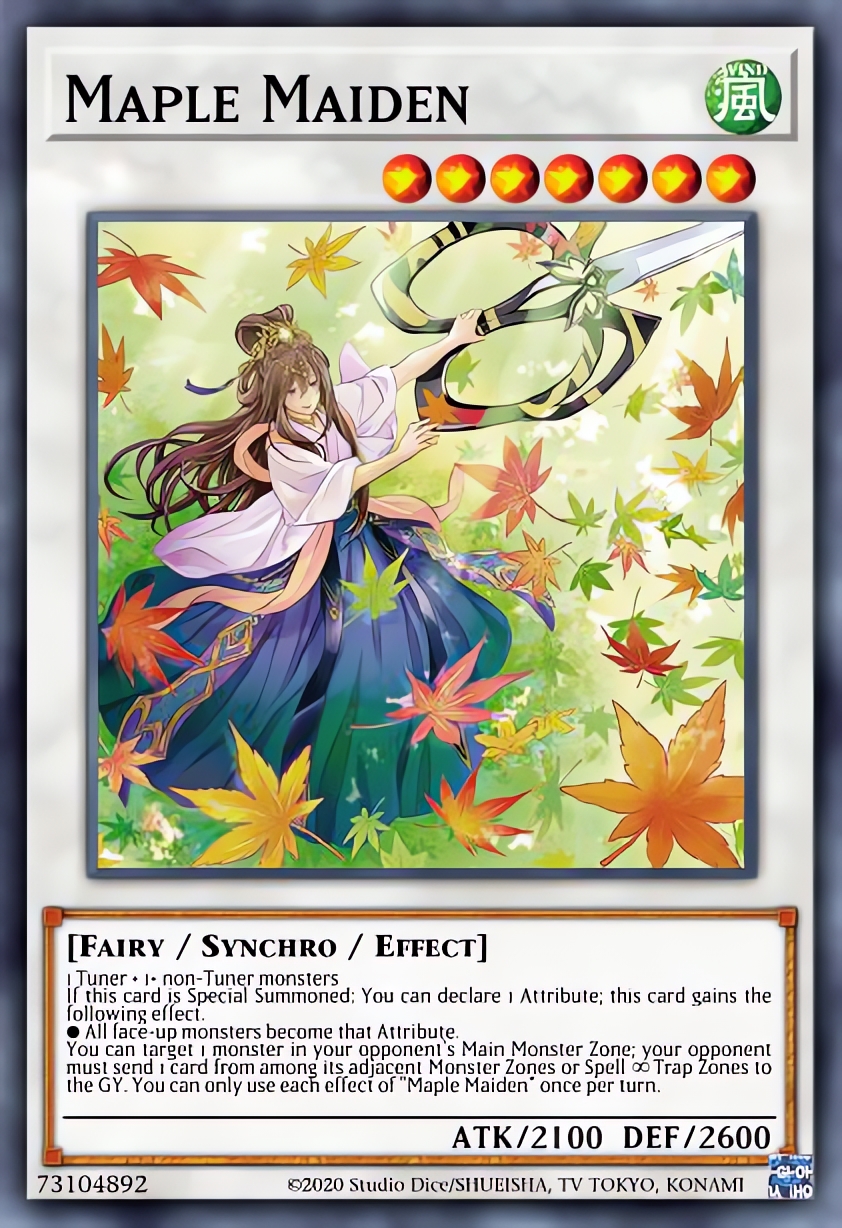 Maple Maiden
WIND
風
[Fairy / Synchro / Effect]
1 Tuner + 1+ non-Tuner monsters
If this card is Special Summoned: You can declare 1 Attribute; this card gains the
following effect.
● All face-up monsters become that Attribute.
You can target 1 monster in your opponent's Main Monster Zone; your opponent
must send 1 card from among its adjacent Monster Zones or Spell & Trap Zones to
the GY. You can only use each effect of "Maple Maiden" once per turn.
ATK/2100 DEF/2600
73104892
©2020 Studio Dice/SHUEISHA, TV TOKYO, KONAMI